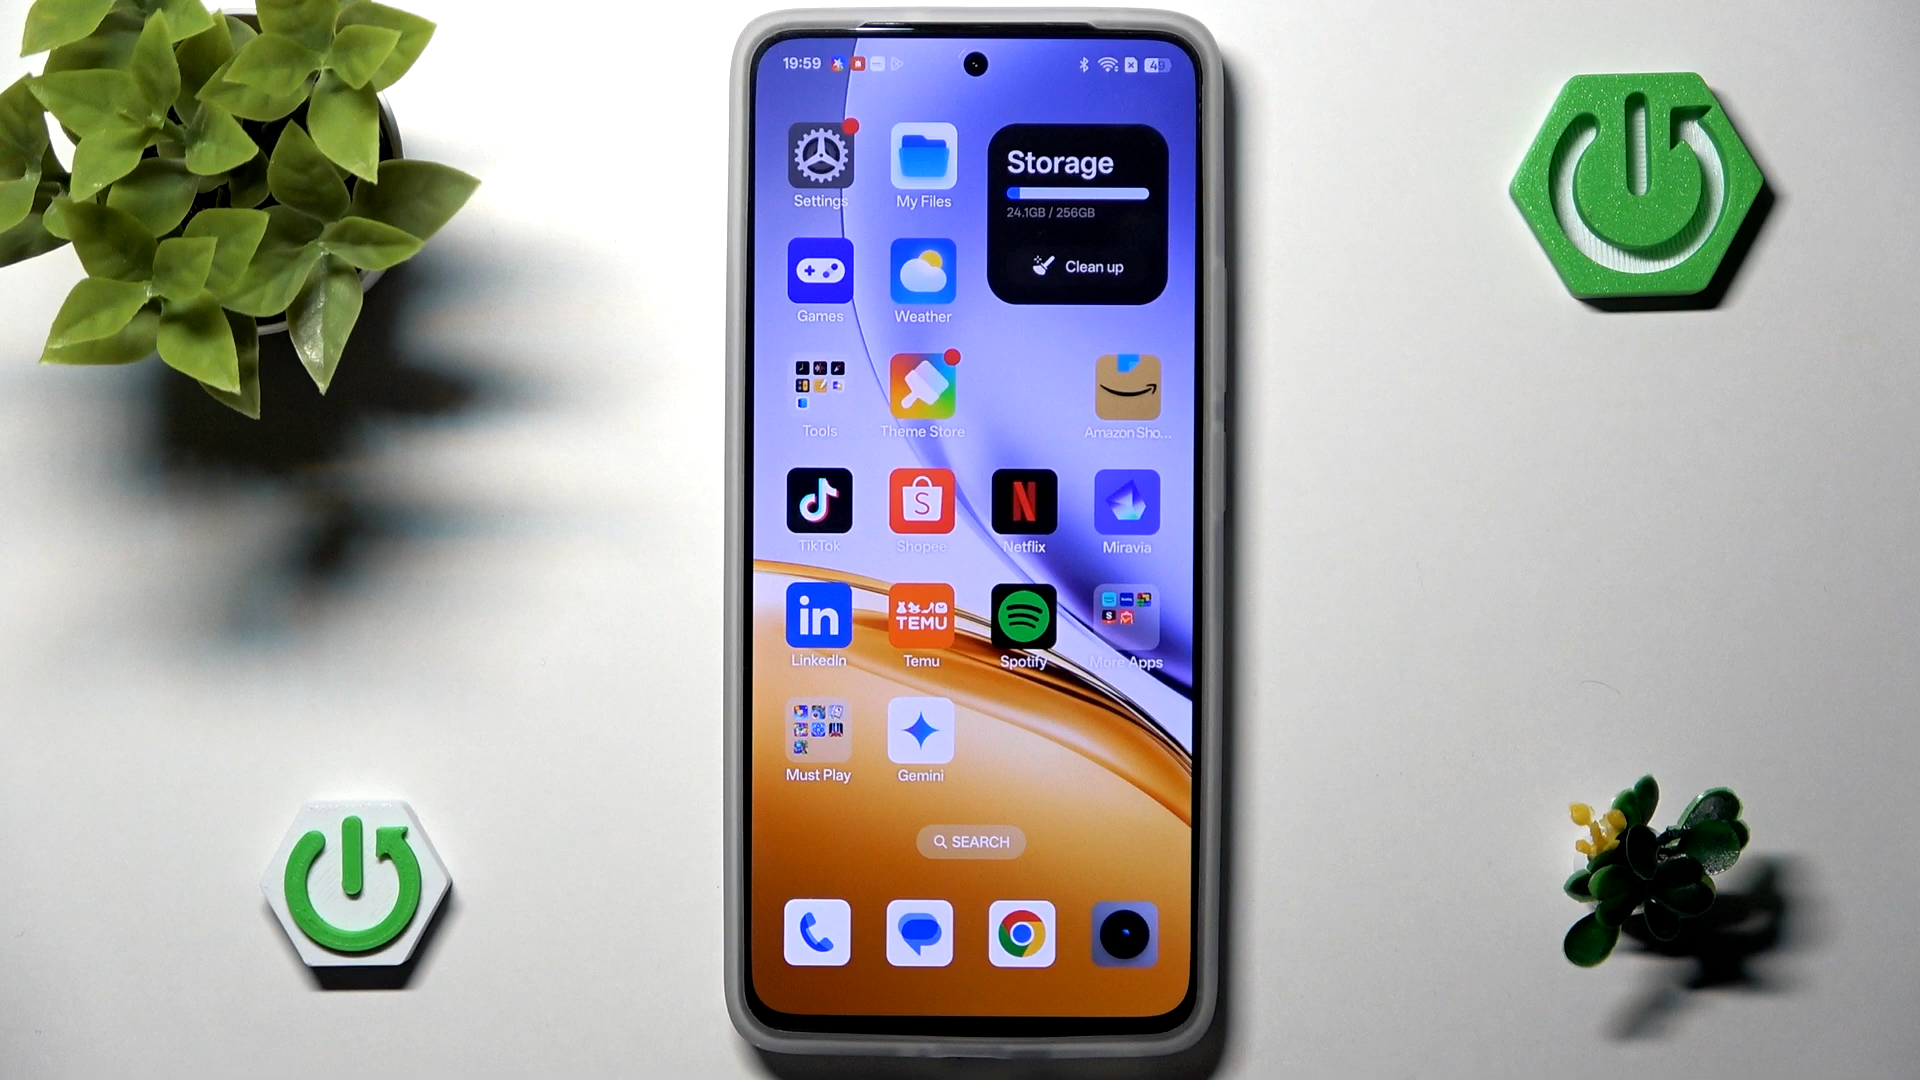 19:59
49
Settings
My Files
Storage
24.1GB / 256GB
Clean up
Games
Weather
Tools
Theme Store
Amazon Sho...
TikTok
S
Shopee
N
Netflix
Miravia
in
LinkedIn
TEMU
Temu
Spotify
More Apps
Must Play
Gemini
SEARCH